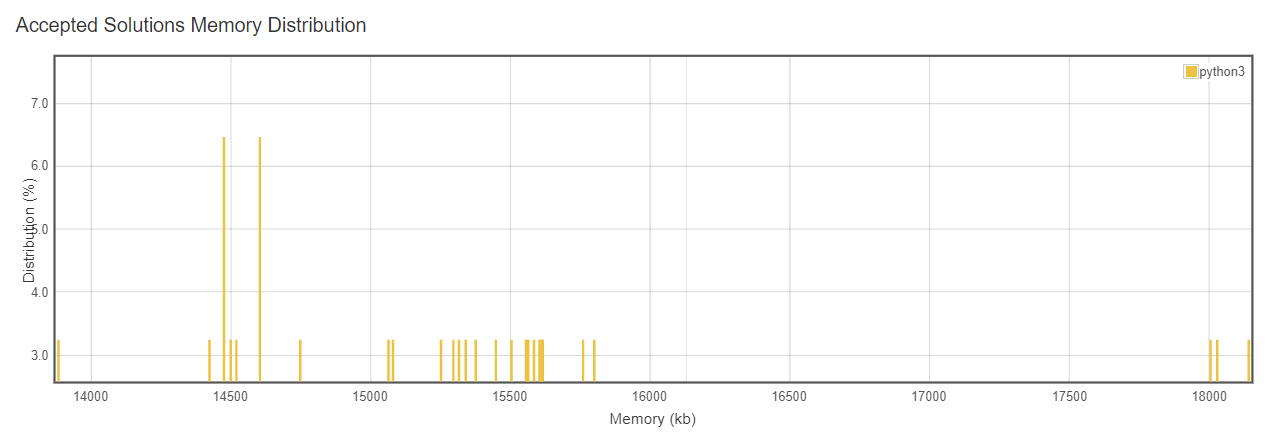 Accepted Solutions Memory Distribution
python3
7.0
6.0
5.0
4.0
3.0
Distribution (%)
14000 14500 15000 15500 16000 16500 17000 17500 18000
Memory (kb)